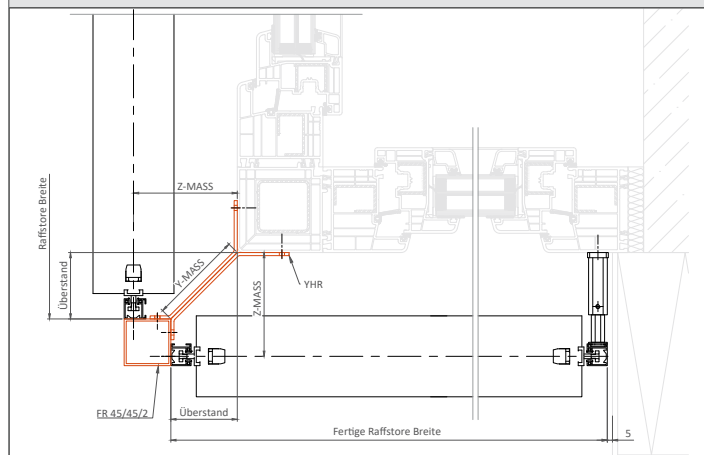 Z-MASS
Raffstore Breite
Überstand
Y-MASS
Z-MASS
YHR
FR 45/45/2
Überstand
Fertige Raffstore Breite
5